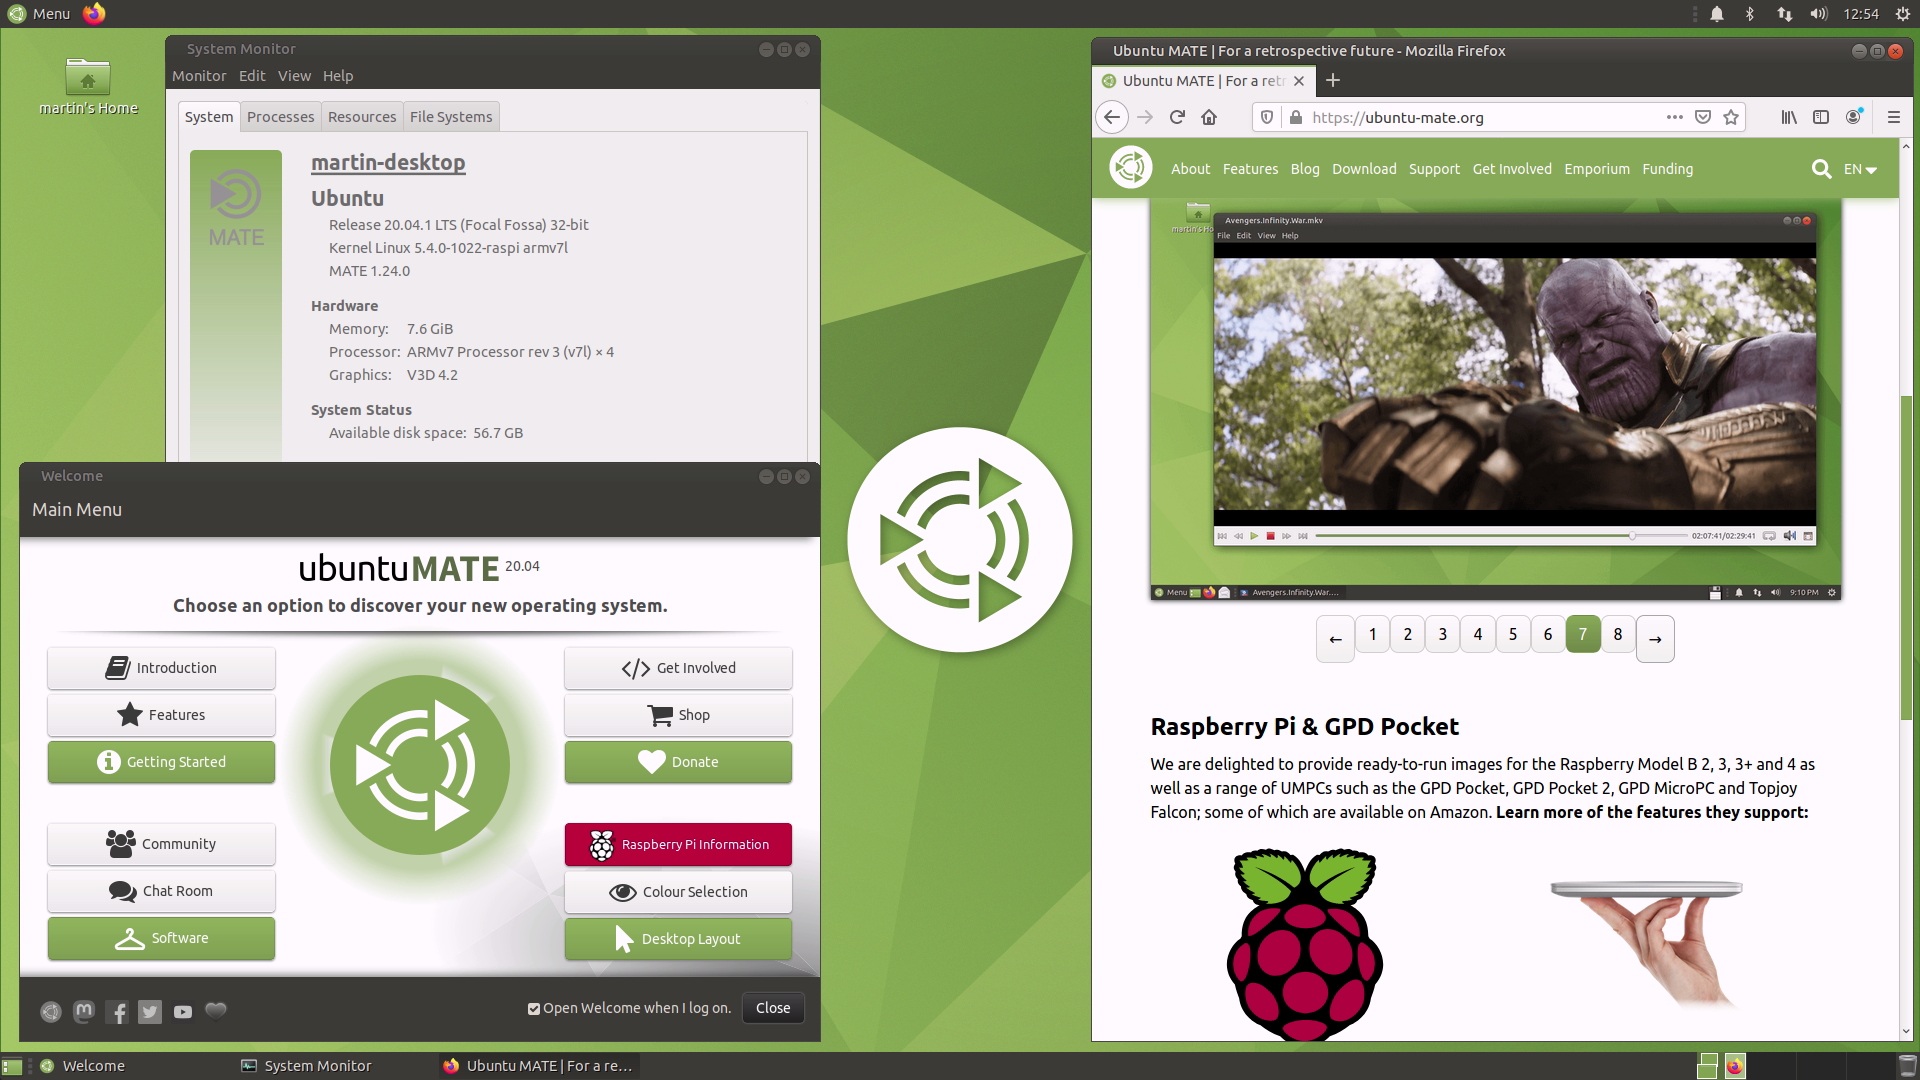 Menu
12:54
martin's Home
System Monitor
Monitor Edit View Help
System Processes Resources File Systems
MATE
martin-desktop
Ubuntu
Release 20.04.1 LTS (Focal Fossa) 32-bit
Kernel Linux 5.4.0-1022-raspi armv7l
MATE 1.24.0
Hardware
Memory: 7.6 GiB
Processor: ARMv7 Processor rev 3 (v7l) × 4
Graphics: V3D 4.2
System Status
Available disk space: 56.7 GB
Welcome
Main Menu
ubuntuMATE 20.04
Choose an option to discover your new operating system.
Introduction
Features
Getting Started
Community
Chat Room
Software
Get Involved
Shop
Donate
Raspberry Pi Information
Colour Selection
Desktop Layout
Open Welcome when I log on.
Close
Ubuntu MATE | For a retrospective future - Mozilla Firefox
Ubuntu MATE | For a retr
https://ubuntu-mate.org
About Features Blog Download Support Get Involved Emporium Funding
EN
martin's Ho
Avengers.Infinity.War.mkv
File Edit View Help
02:07:41/02:29:41
Menu
Avengers.Infinity.War....
9:10 PM
← 1 2 3 4 5 6 7 8 →
Raspberry Pi & GPD Pocket
We are delighted to provide ready-to-run images for the Raspberry Model B 2, 3, 3+ and 4 as
well as a range of UMPCs such as the GPD Pocket, GPD Pocket 2, GPD MicroPC and Topjoy
Falcon; some of which are available on Amazon. Learn more of the features they support:
Welcome
System Monitor
Ubuntu MATE | For a re...